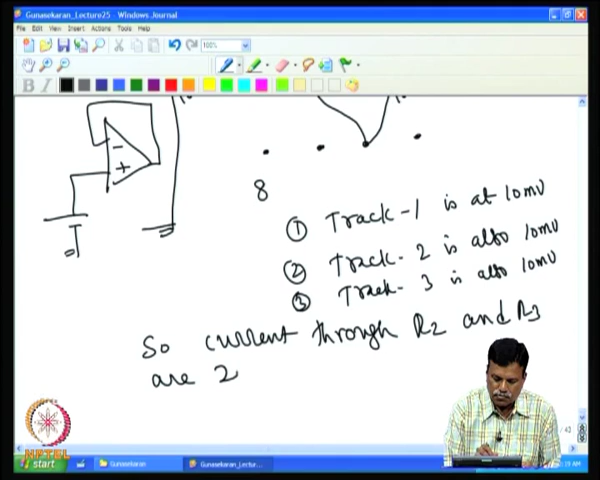 Gunasekaran_Lecture25 - Windows Journal
File Edit View Insert Actions Tools Help
100%
B I
- +
8
① Track-1 is at 10mV
② Track-2 is also 10mV
③ Track-3 is also 10mV
So current through R2 and R3
are 2
NPTEL
start Gunasekaran Gunasekaran_Lectur...